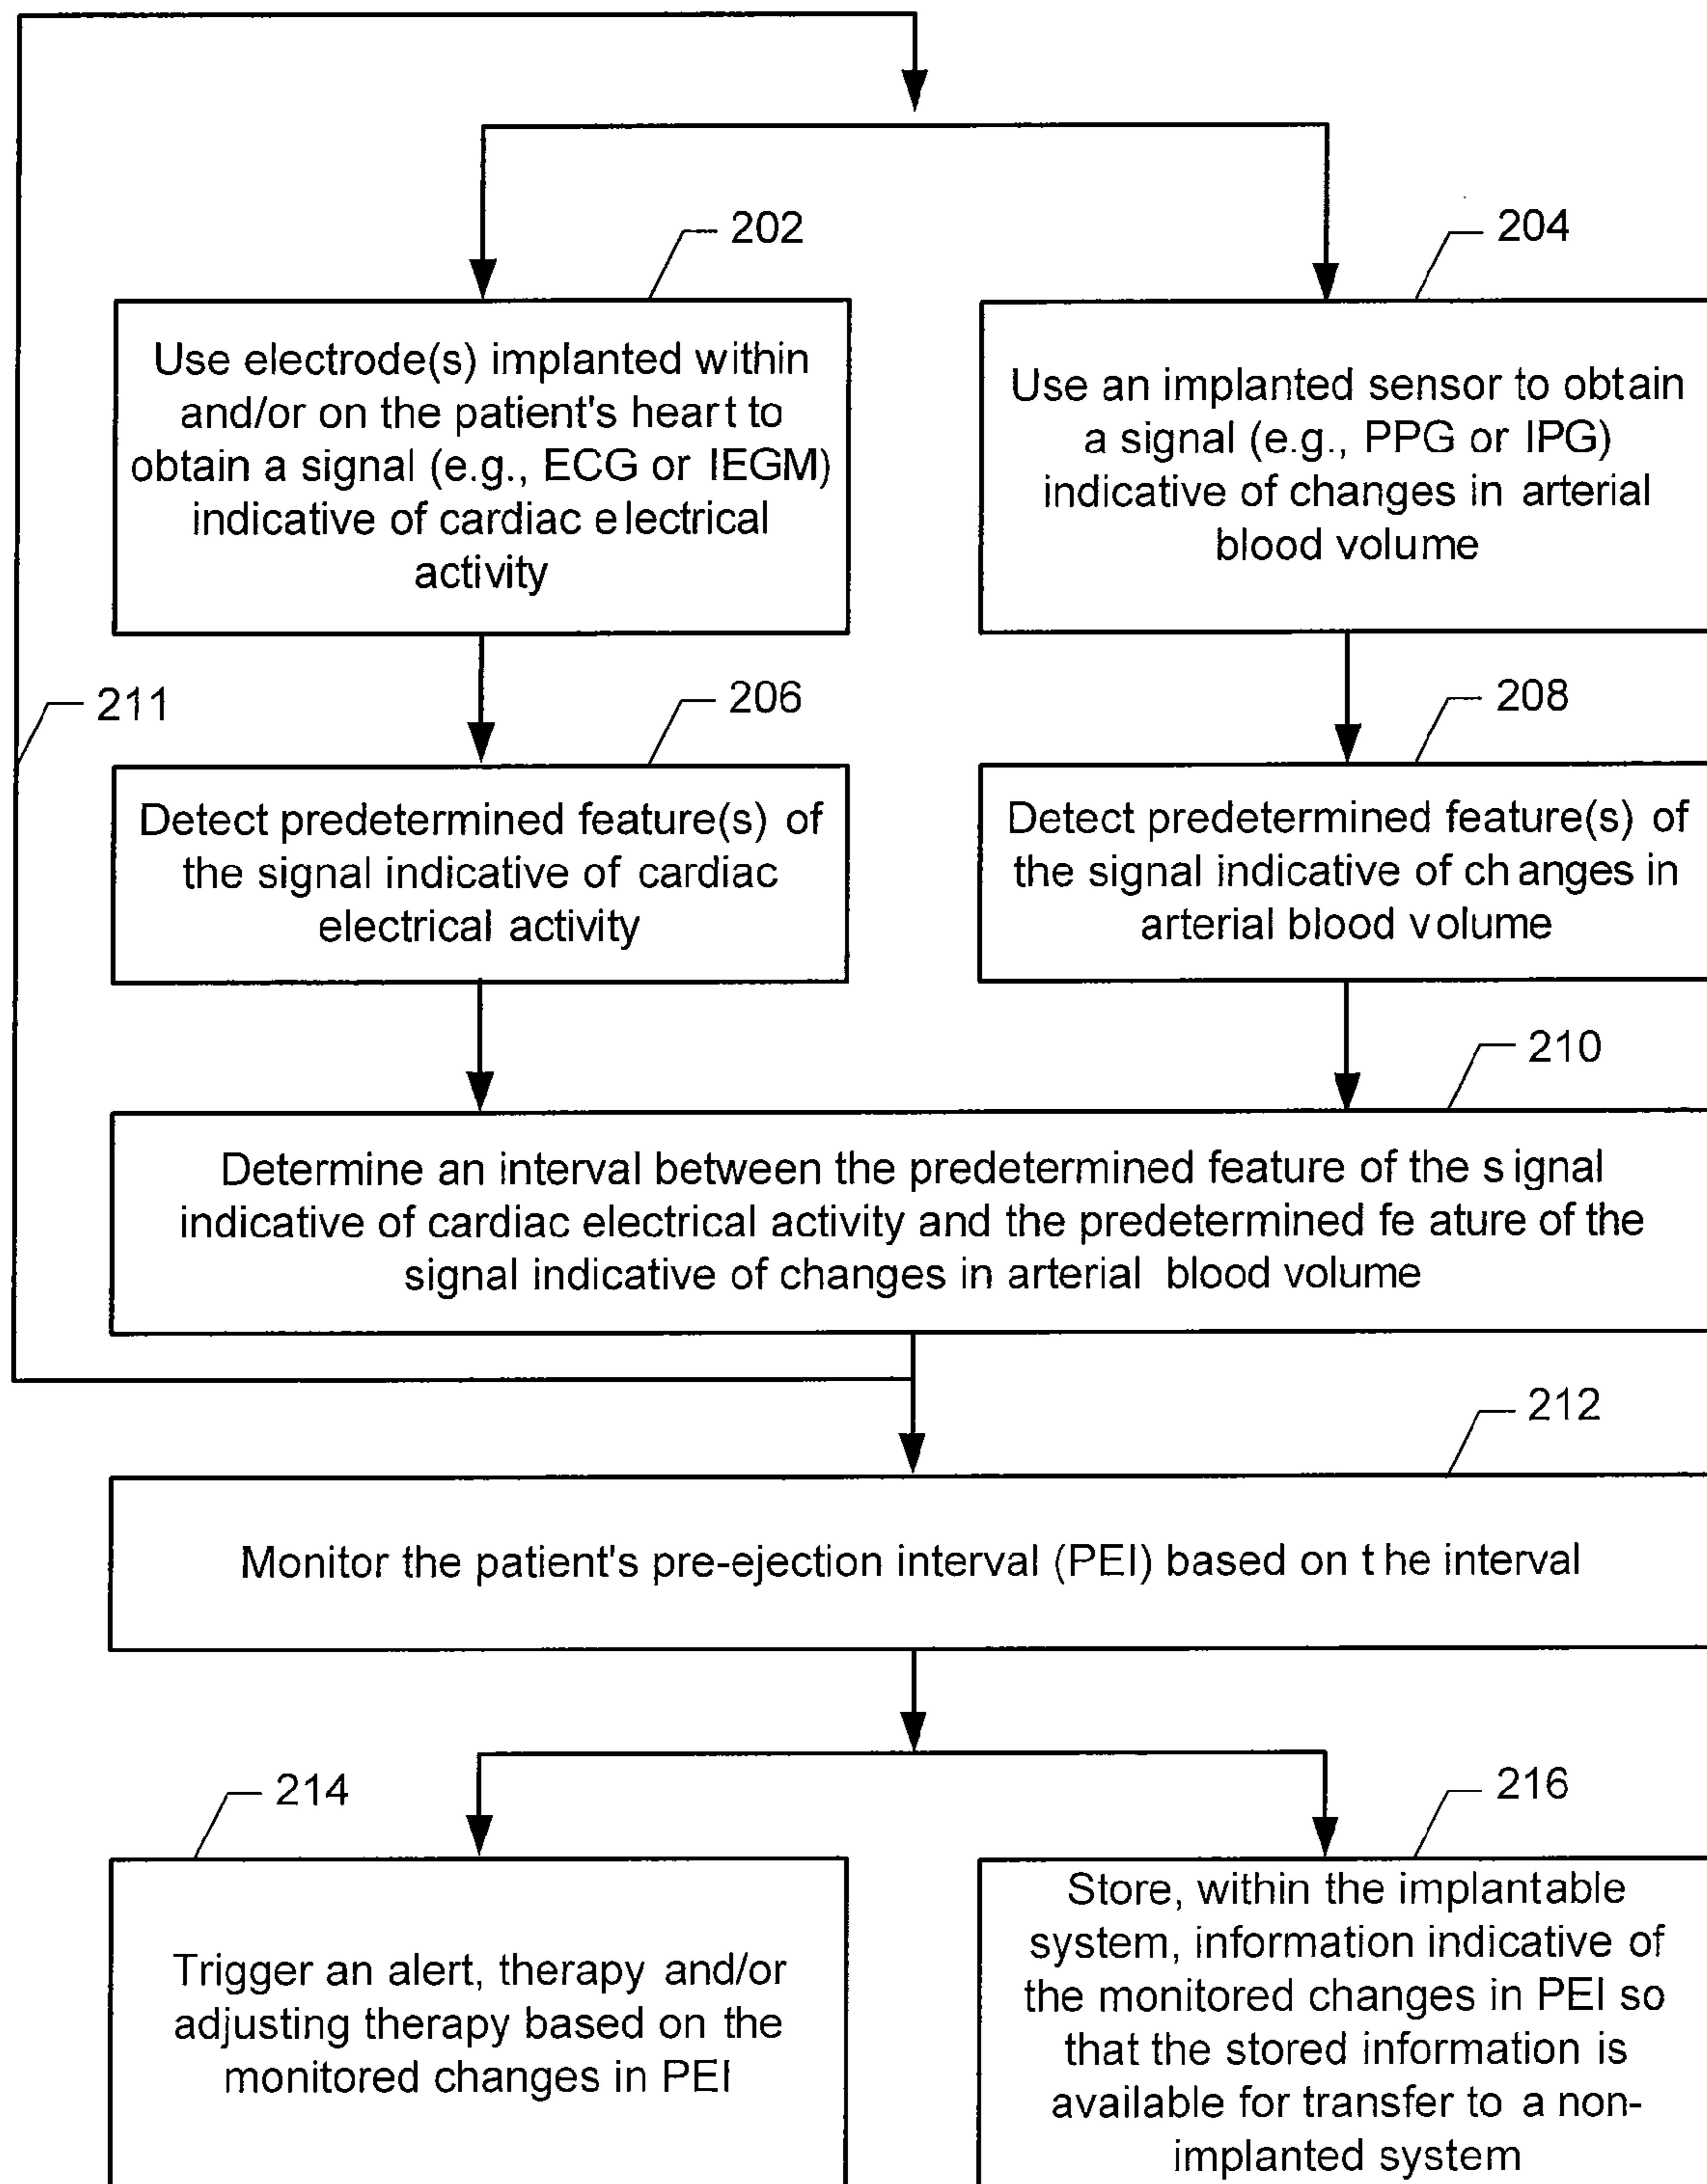 202
Use electrode(s) implanted within
and/or on the patient's heart to
obtain a signal (e.g., ECG or IEGM)
indicative of cardiac electrical
activity
204
Use an implanted sensor to obtain
a signal (e.g., PPG or IPG)
indicative of changes in arterial
blood volume
211
206
Detect predetermined feature(s) of
the signal indicative of cardiac
electrical activity
208
Detect predetermined feature(s) of
the signal indicative of changes in
arterial blood volume
210
Determine an interval between the predetermined feature of the signal
indicative of cardiac electrical activity and the predetermined feature of the
signal indicative of changes in arterial blood volume
212
Monitor the patient's pre-ejection interval (PEI) based on the interval
214
Trigger an alert, therapy and/or
adjusting therapy based on the
monitored changes in PEI
216
Store, within the implantable
system, information indicative of
the monitored changes in PEI so
that the stored information is
available for transfer to a non-
implanted system